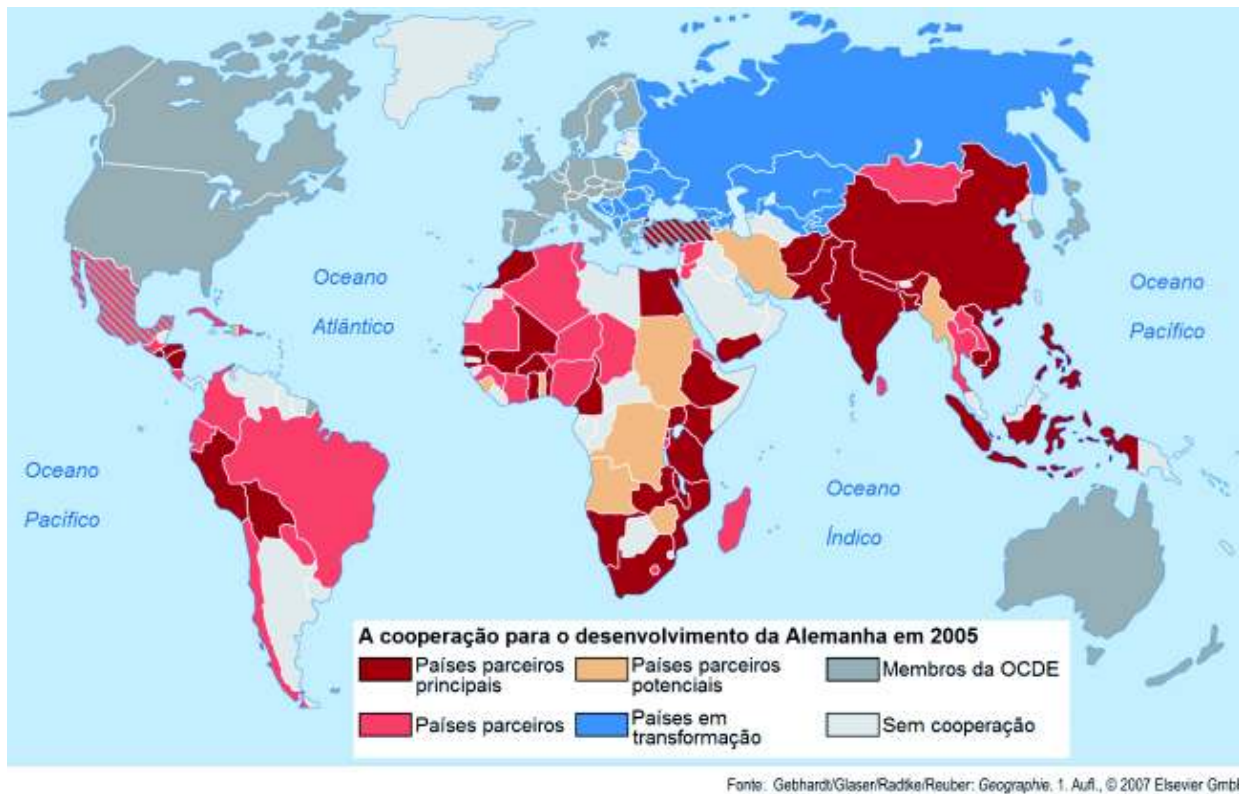 Oceano
Atlântico
Oceano
Pacífico
Oceano
Pacífico
Oceano
Índico
A cooperação para o desenvolvimento da Alemanha em 2005
Países parceiros
principais
Países parceiros
potenciais
Membros da OCDE
Países parceiros
Países em
transformação
Sem cooperação
Fonte: Gebhardt/Glaser/Radtke/Reuber: Geographie. 1. Aufl., © 2007 Elsevier GmbH